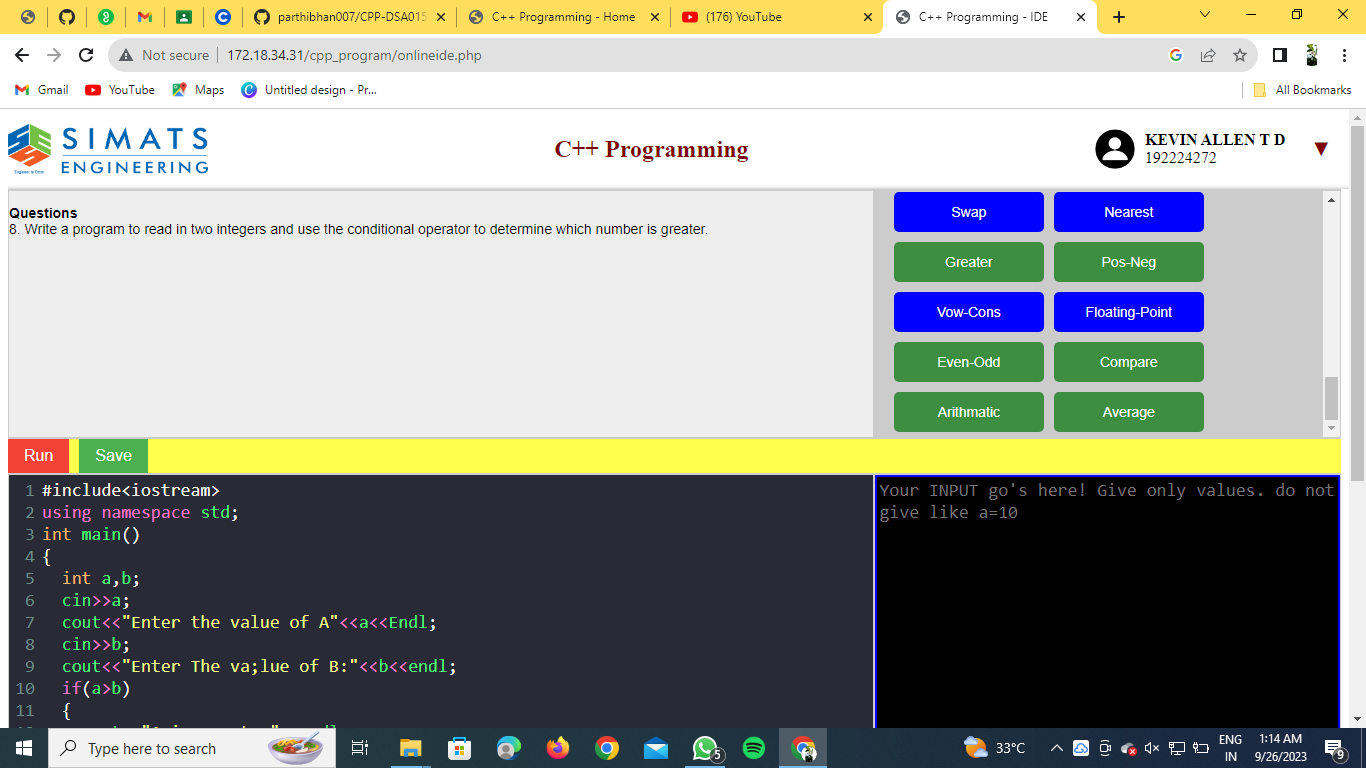 parthibhan007/CPP-DSA015
C++ Programming - Home
(176) YouTube
C++ Programming - IDE
Not secure
172.18.34.31/cpp_program/onlineide.php
Gmail
YouTube
Maps
Untitled design - Pr...
All Bookmarks
SIMATS
ENGINEERING
C++ Programming
KEVIN ALLEN T D
192224272
Questions
8. Write a program to read in two integers and use the conditional operator to determine which number is greater.
Swap
Nearest
Greater
Pos-Neg
Vow-Cons
Floating-Point
Even-Odd
Compare
Arithmatic
Average
Run
Save
1 #include<iostream>
2 using namespace std;
3 int main()
4 {
5 int a,b;
6 cin>>a;
7 cout<<"Enter the value of A"<<a<<Endl;
8 cin>>b;
9 cout<<"Enter The va;lue of B:"<<b<<endl;
10 if(a>b)
11 {
Your INPUT go's here! Give only values. do not
give like a=10
Type here to search
5
33°C
ENG
IN
1:14 AM
9/26/2023
9